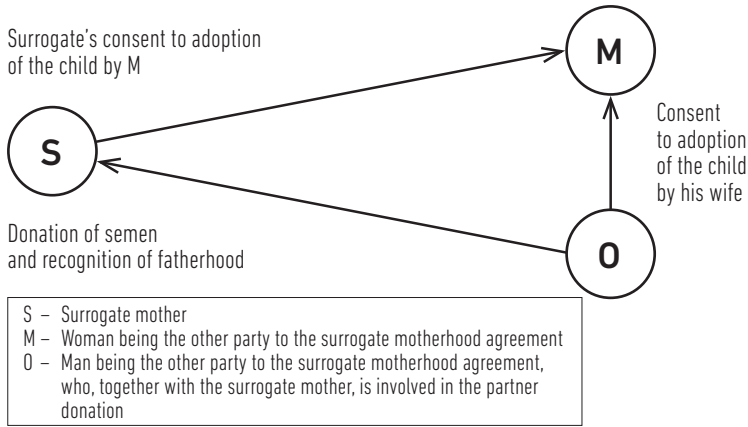 Surrogate's consent to adoption
of the child by M
M
S
Consent
to adoption
of the child
by his wife
Donation of semen
and recognition of fatherhood
O
S – Surrogate mother
M – Woman being the other party to the surrogate motherhood agreement
O – Man being the other party to the surrogate motherhood agreement,
who, together with the surrogate mother, is involved in the partner
donation